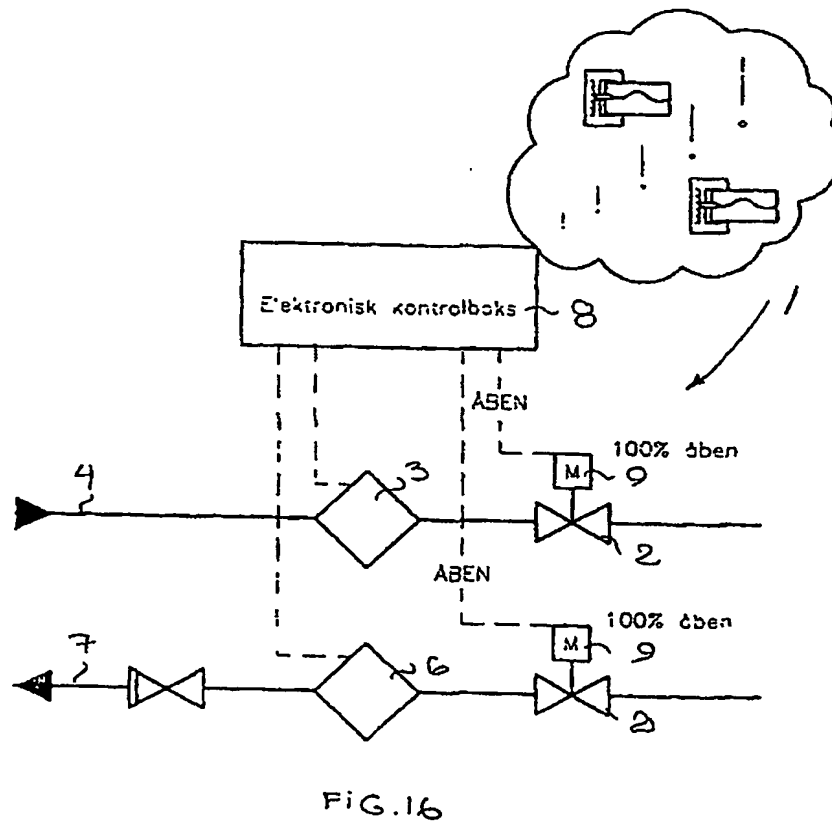 ! ! ! ! !
Elektronisk kontrolboks 8
1
ÅBEN
100% åben
4 3 M 9
2
ÅBEN
100% åben
7 6 M 9
2
FiG.16